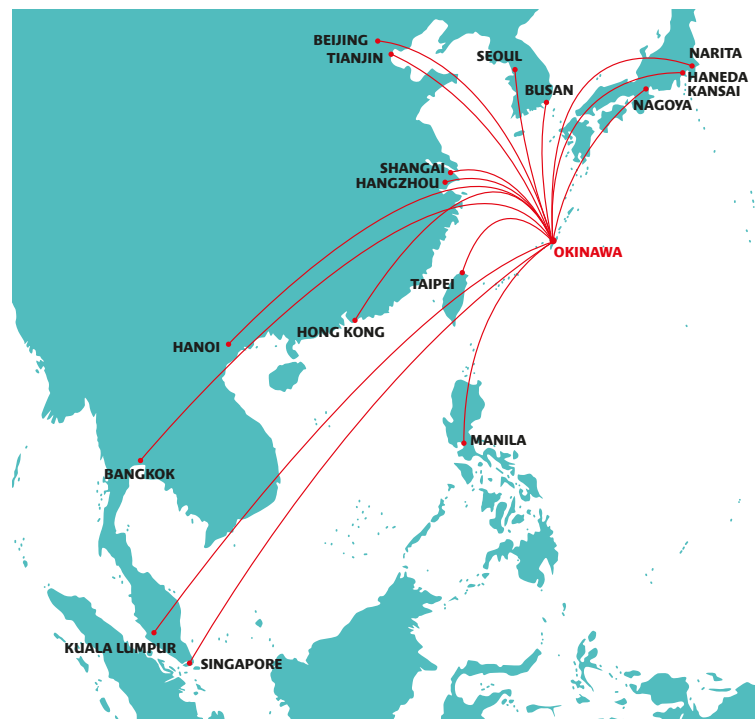 BEIJING
TIANJIN
SEOUL
NARITA
HANEDA
KANSAI
BUSAN
NAGOYA
SHANGAI
HANGZHOU
OKINAWA
TAIPEI
HONG KONG
HANOI
MANILA
BANGKOK
KUALA LUMPUR
SINGAPORE